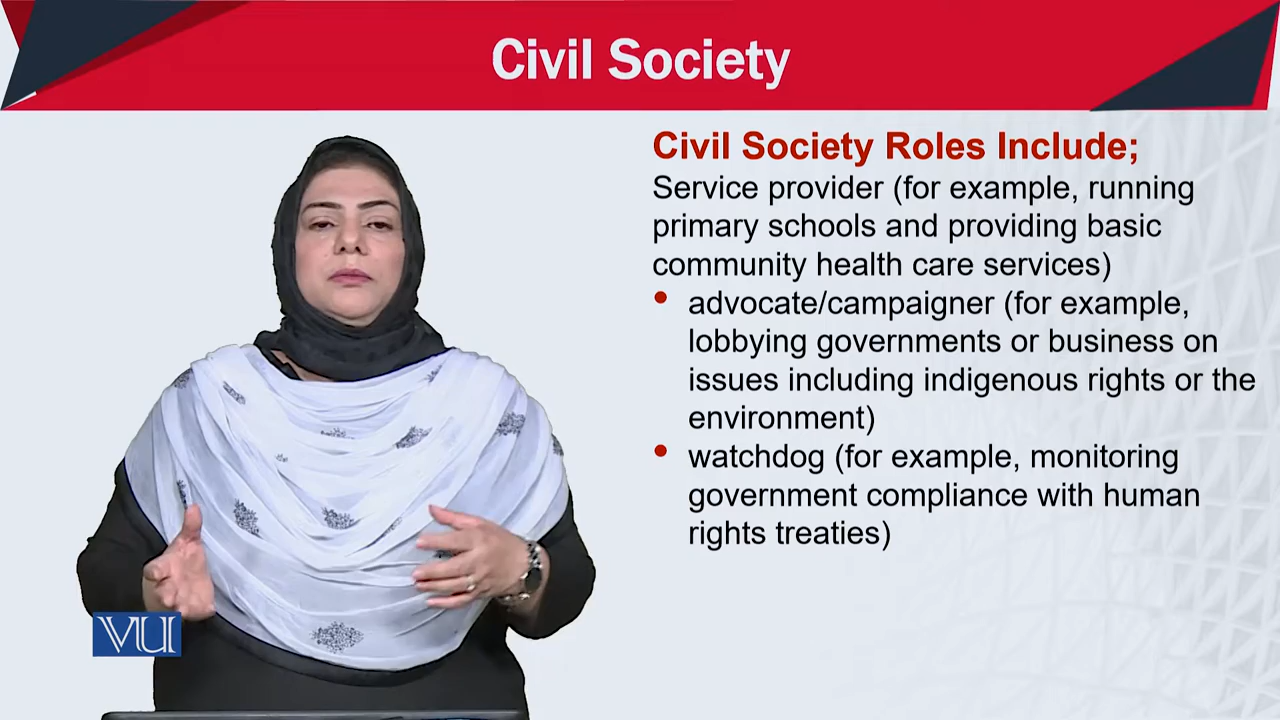 Civil Society
Civil Society Roles Include;
Service provider (for example, running
primary schools and providing basic
community health care services)
• advocate/campaigner (for example,
lobbying governments or business on
issues including indigenous rights or the
environment)
• watchdog (for example, monitoring
government compliance with human
rights treaties)
VU